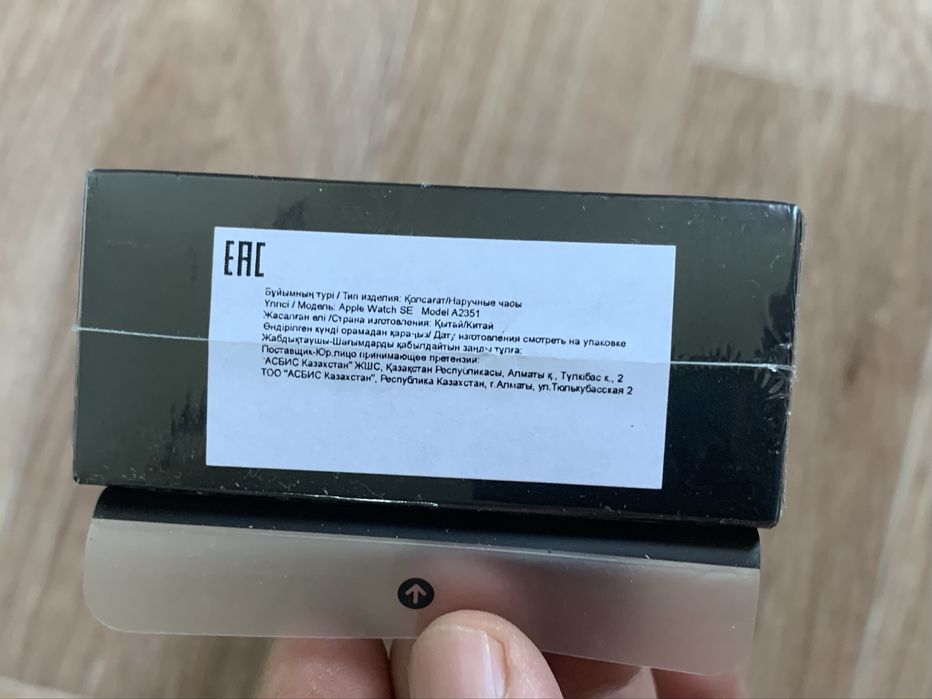 EAC
Бұйымның түрі / Тип изделия: Қолсағат/Наручные часы
Үлгісі / Модель: Apple Watch SE Model A2351
Жасалған елі /Страна изготовления: Қытай/Китай
Өндірілген күнді орамадан қараңыз/ Дату изготовления смотреть на упаковке
Жабдықтаушы-Шағымдарды қабылдайтын заңды тұлға:
Поставщик-Юр.лицо принимающее претензии:
"АСБИС Казахстан" ЖШС, Қазақстан Республикасы, Алматы қ., Түлкібас к., 2
ТОО "АСБИС Казахстан", Республика Казахстан, г.Алматы, ул.Тюлькубасская 2